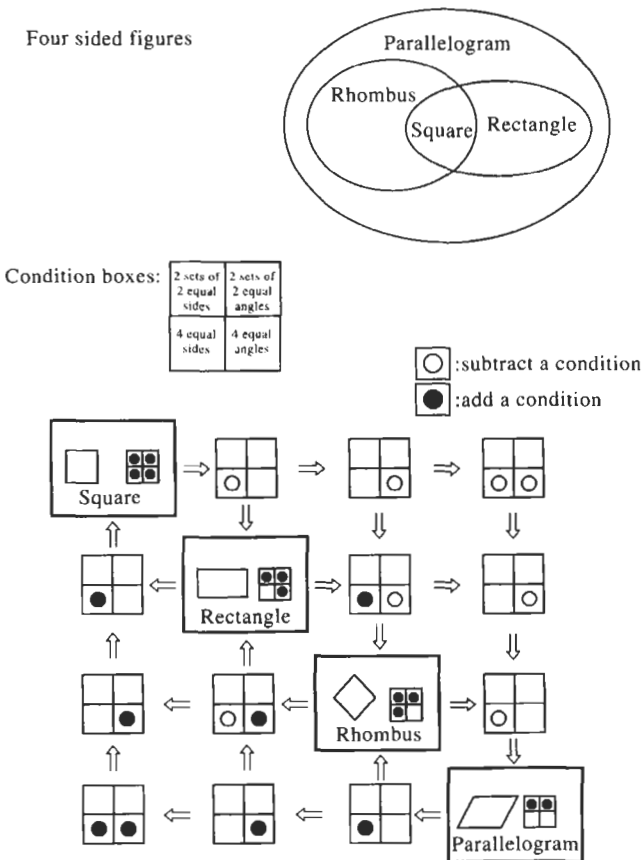 Four sided figures
Parallelogram
Rhombus
Square
Rectangle
Condition boxes:
2 sets of
2 equal
sides
2 sets of
2 equal
angles
4 equal
sides
4 equal
angles
:subtract a condition
:add a condition
Square
Rectangle
Rhombus
Parallelogram